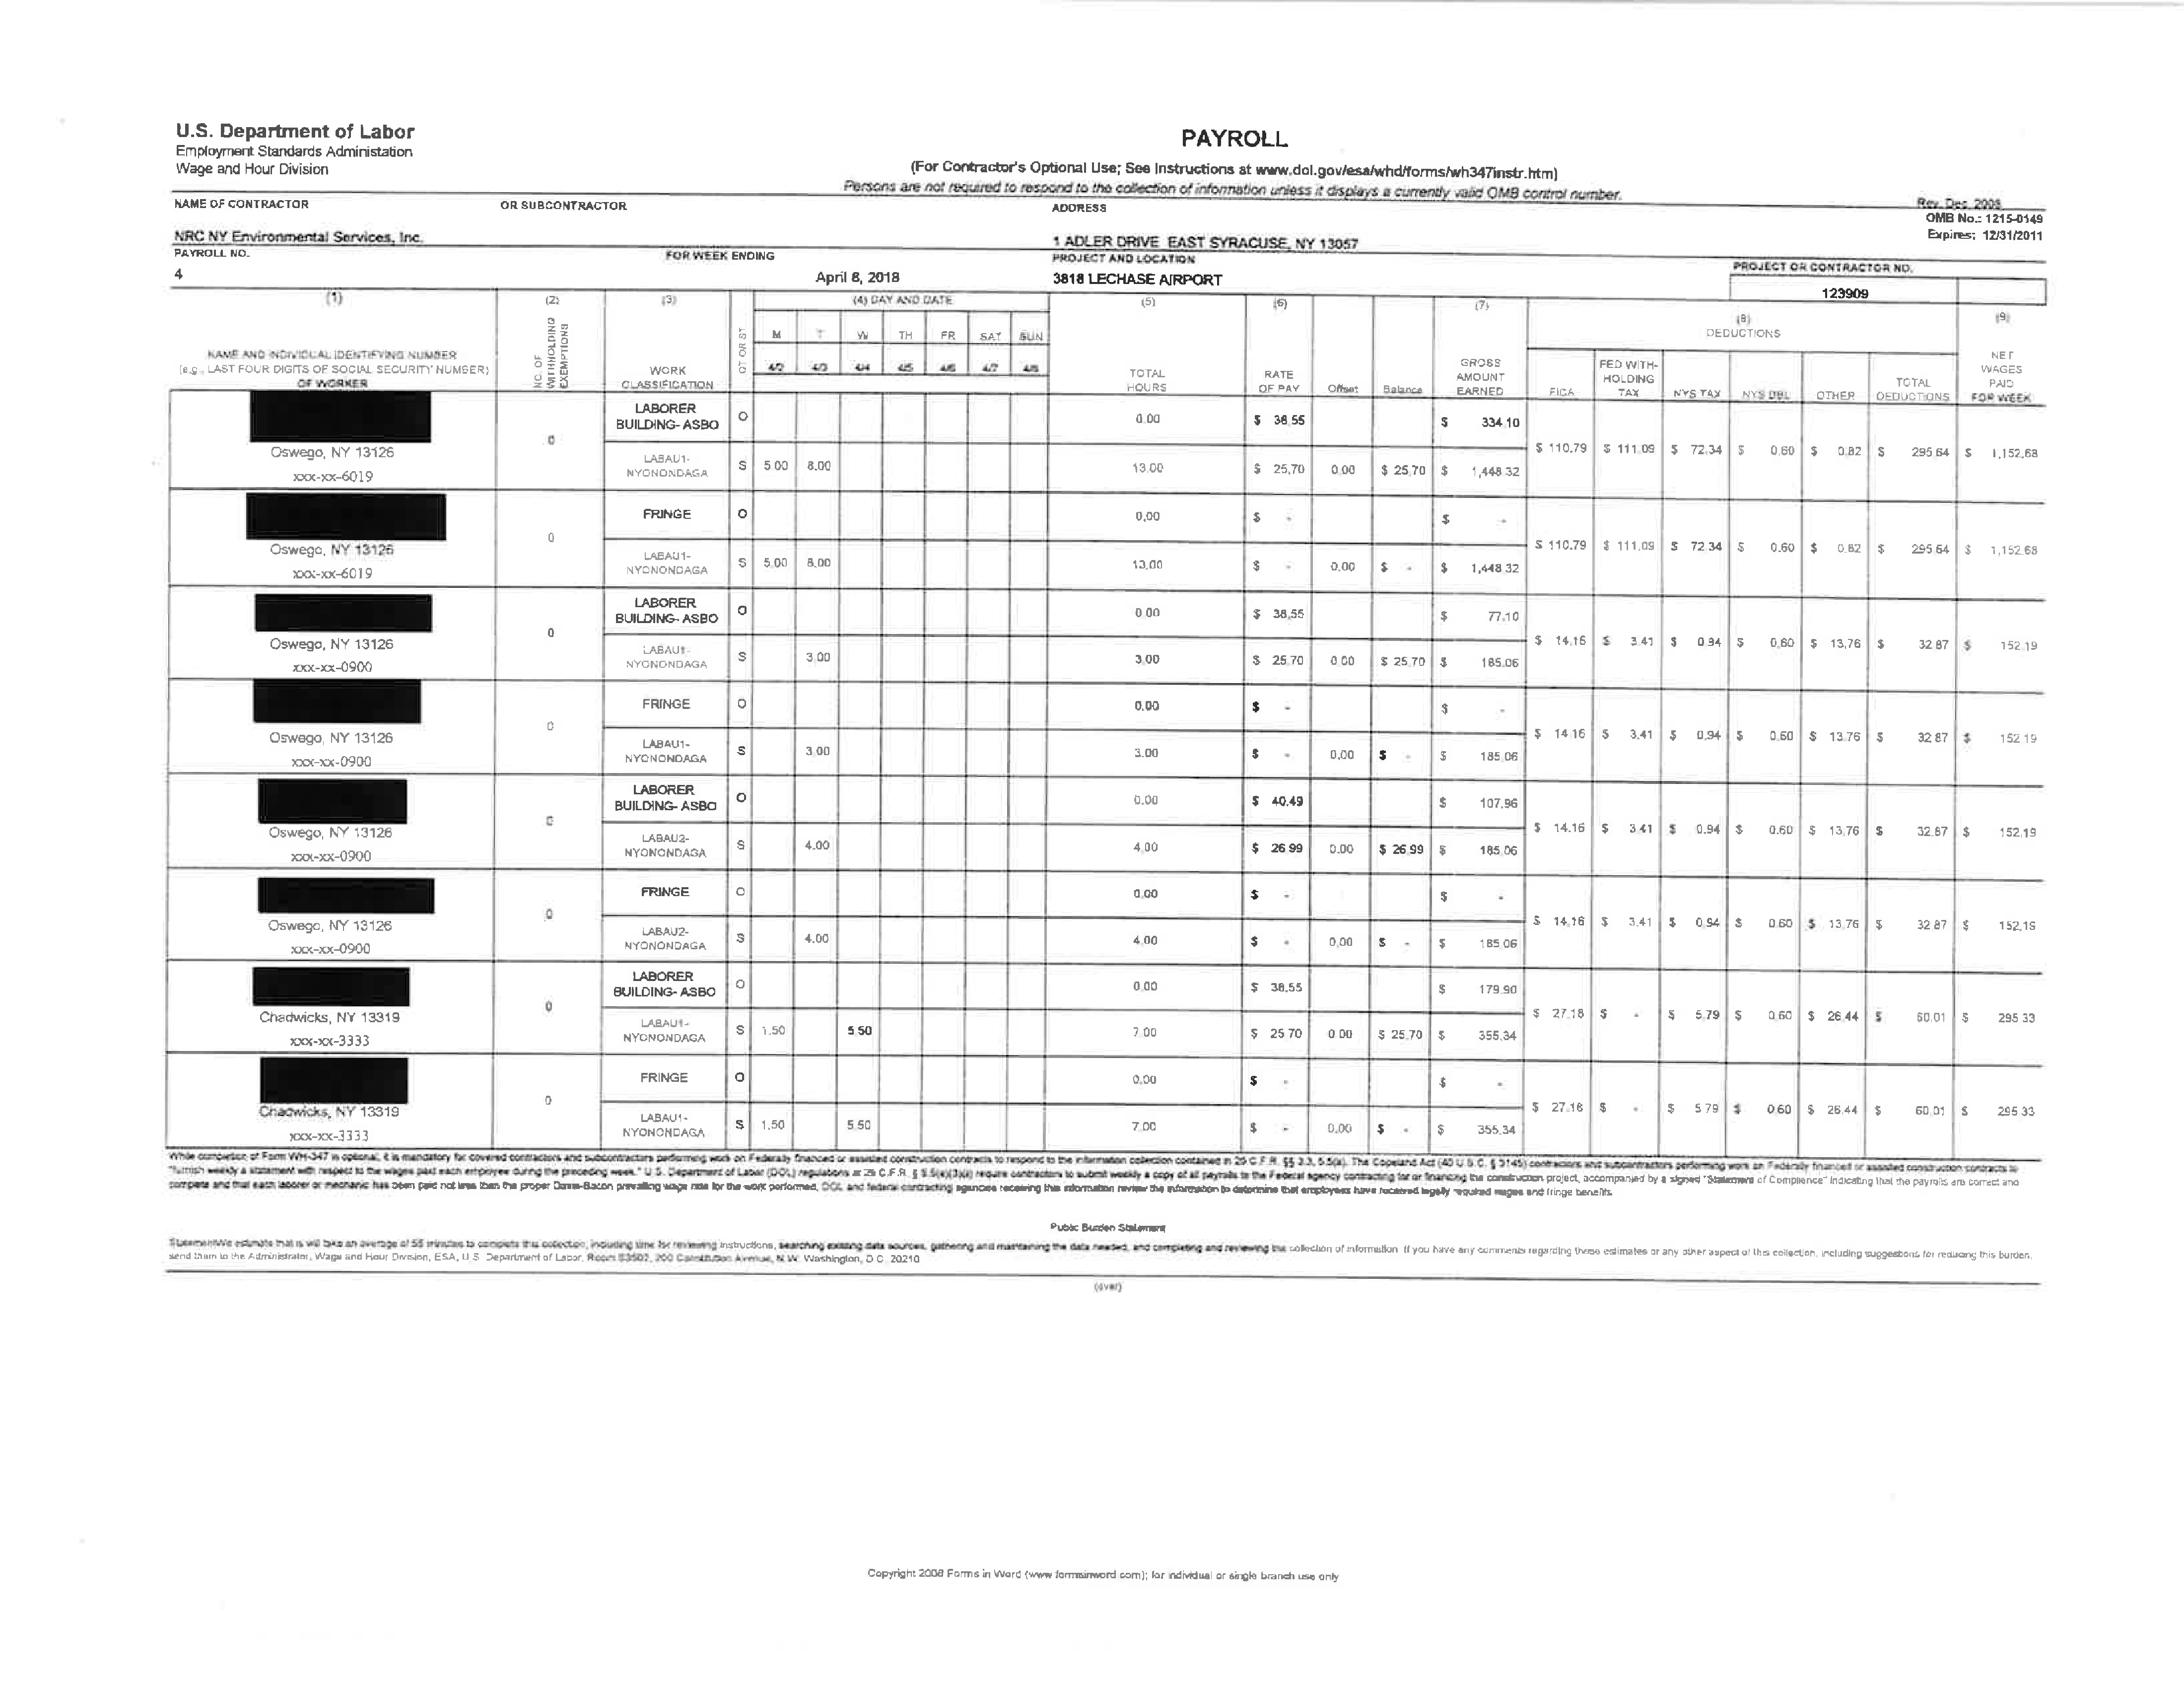 U.S. Department of Labor
Employment Standards Administation
Wage and Hour Division
PAYROLL
(For Contractor's Optional Use; See Instructions at www.dol.gov/esa/whd/forms/wh347instr.htm)
Persons are not required to respond to the collection of information unless it displays a currently valid OMB control number.
Rev. Dec. 2008
OMB No.: 1215-0149
Expires: 12/31/2011
NAME OF CONTRACTOR OR SUBCONTRACTOR ADDRESS
NRC NY Environmental Services, Inc. 1 ADLER DRIVE EAST SYRACUSE, NY 13057
PAYROLL NO. FOR WEEK ENDING PROJECT AND LOCATION PROJECT OR CONTRACTOR NO.
4 April 8, 2018 3818 LECHASE AIRPORT 123909
(1) (2) (3) (4) DAY AND DATE (5) (6) (7) (8) (9)
DEDUCTIONS
NAME AND INDIVIDUAL IDENTIFYING NUMBER
(e.g., LAST FOUR DIGITS OF SOCIAL SECURITY NUMBER)
OF WORKER
NO. OF
WITHHOLDING
EXEMPTIONS
WORK
CLASSIFICATION
OT OR ST
M T W TH FR SAT SUN
4/2 4/3 4/4 4/5 4/6 4/7 4/8
TOTAL
HOURS
RATE
OF PAY
Offset
Balance
GROSS
AMOUNT
EARNED
FICA
FED WITH-
HOLDING
TAX
NYS TAX
NYS DBL
OTHER
TOTAL
DEDUCTIONS
NET
WAGES
PAID
FOR WEEK
LABORER
BUILDING- ASBO O 0.00 $ 38.55 $ 334.10
Oswego, NY 13126 0 $ 110.79 $ 111.09 $ 72.34 $ 0.60 $ 0.82 $ 295.64 $ 1,152.68
LABAU1-
NYONONDAGA S 5.00 8.00 13.00 $ 25.70 0.00 $ 25.70 $ 1,448.32
xxx-xx-6019
FRINGE O 0.00 $ - $ -
Oswego, NY 13126 0 $ 110.79 $ 111.09 $ 72.34 $ 0.60 $ 0.82 $ 295.64 $ 1,152.68
LABAU1-
NYONONDAGA S 5.00 8.00 13.00 $ - 0.00 $ - $ 1,448.32
xxx-xx-6019
LABORER
BUILDING- ASBO O 0.00 $ 38.55 $ 77.10
Oswego, NY 13126 0 $ 14.16 $ 3.41 $ 0.94 $ 0.60 $ 13.76 $ 32.87 $ 152.19
LABAU1-
NYONONDAGA S 3.00 3.00 $ 25.70 0.00 $ 25.70 $ 185.06
xxx-xx-0900
FRINGE O 0.00 $ - $ -
Oswego, NY 13126 0 $ 14.16 $ 3.41 $ 0.94 $ 0.60 $ 13.76 $ 32.87 $ 152.19
LABAU1-
NYONONDAGA S 3.00 3.00 $ - 0.00 $ - $ 185.06
xxx-xx-0900
LABORER
BUILDING- ASBO O 0.00 $ 40.49 $ 107.96
Oswego, NY 13126 0 $ 14.16 $ 3.41 $ 0.94 $ 0.60 $ 13.76 $ 32.87 $ 152.19
LABAU2-
NYONONDAGA S 4.00 4.00 $ 26.99 0.00 $ 26.99 $ 185.06
xxx-xx-0900
FRINGE O 0.00 $ - $ -
Oswego, NY 13126 0 $ 14.16 $ 3.41 $ 0.94 $ 0.60 $ 13.76 $ 32.87 $ 152.19
LABAU2-
NYONONDAGA S 4.00 4.00 $ - 0.00 $ - $ 185.06
xxx-xx-0900
LABORER
BUILDING- ASBO O 0.00 $ 38.55 $ 179.90
Chadwicks, NY 13319 0 $ 27.18 $ - $ 5.79 $ 0.60 $ 26.44 $ 60.01 $ 295.33
LABAU1-
NYONONDAGA S 1.50 5.50 7.00 $ 25.70 0.00 $ 25.70 $ 355.34
xxx-xx-3333
FRINGE O 0.00 $ - $ -
Chadwicks, NY 13319 0 $ 27.18 $ - $ 5.79 $ 0.60 $ 26.44 $ 60.01 $ 295.33
LABAU1-
NYONONDAGA S 1.50 5.50 7.00 $ - 0.00 $ - $ 355.34
xxx-xx-3333
While completion of Form WH-347 is optional, it is mandatory for covered contractors and subcontractors performing work on Federally financed or assisted construction contracts to respond to the information collection contained in 29 C.F.R. §§ 3.3, 5.5(a). The Copeland Act (40 U.S.C. § 3145) contractors and subcontractors performing work on Federally financed or assisted construction contracts to
"furnish weekly a statement with respect to the wages paid each employee during the preceding week." U.S. Department of Labor (DOL) regulations at 29 C.F.R. § 5.5(a)(3)(ii) require contractors to submit weekly a copy of all payrolls to the Federal agency contracting for or financing the construction project, accompanied by a signed "Statement of Compliance" indicating that the payrolls are correct and
complete and that each laborer or mechanic has been paid not less than the proper Davis-Bacon prevailing wage rate for the work performed. DOL and federal contracting agencies receiving this information review the information to determine that employees have received legally required wages and fringe benefits.
Public Burden Statement
StatementWe estimate that is will take an average of 55 minutes to complete this collection, including time for reviewing instructions, searching existing data sources, gathering and maintaining the data needed, and completing and reviewing the collection of information. If you have any comments regarding these estimates or any other aspect of this collection, including suggestions for reducing this burden,
send them to the Administrator, Wage and Hour Division, ESA, U.S. Department of Labor, Room S3502, 200 Constitution Avenue, N.W. Washington, D.C. 20210
(over)
Copyright 2008 Forms in Word (www.formsinword.com); for individual or single branch use only